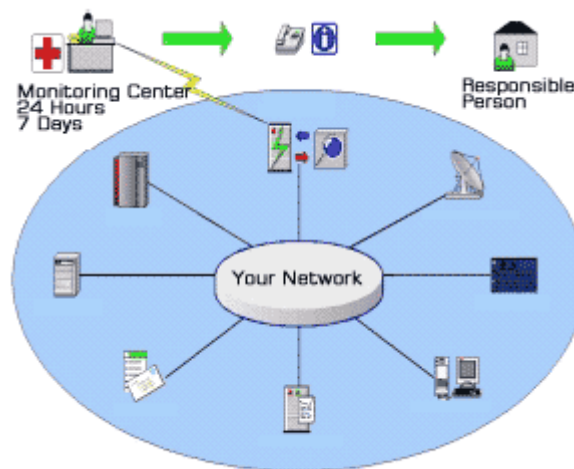 Monitoring Center
24 Hours
7 Days
Responsible
Person
Your Network